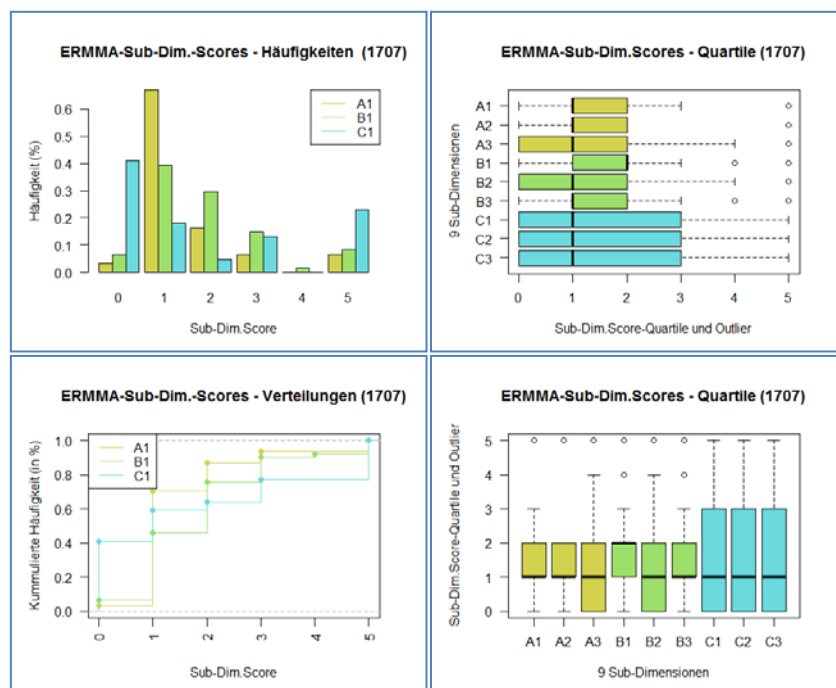 ERMMA-Sub-Dim.-Scores - Häufigkeiten (1707)
Häufigkeit (%)
0.6
0.5
0.4
0.3
0.2
0.1
0.0
A1
B1
C1
0 1 2 3 4 5
Sub-Dim.Score
ERMMA-Sub-Dim.Scores - Quartile (1707)
9 Sub-Dimensionen
A1
A2
A3
B1
B2
B3
C1
C2
C3
0 1 2 3 4 5
Sub-Dim.Score-Quartile und Outlier
ERMMA-Sub-Dim.-Scores - Verteilungen (1707)
Kummulierte Häufigkeit (in %)
1.0
0.8
0.6
0.4
0.2
0.0
A1
B1
C1
0 1 2 3 4 5
Sub-Dim.Score
ERMMA-Sub-Dim.Scores - Quartile (1707)
Sub-Dim.Score-Quartile und Outlier
5
4
3
2
1
0
A1 A2 A3 B1 B2 B3 C1 C2 C3
9 Sub-Dimensionen